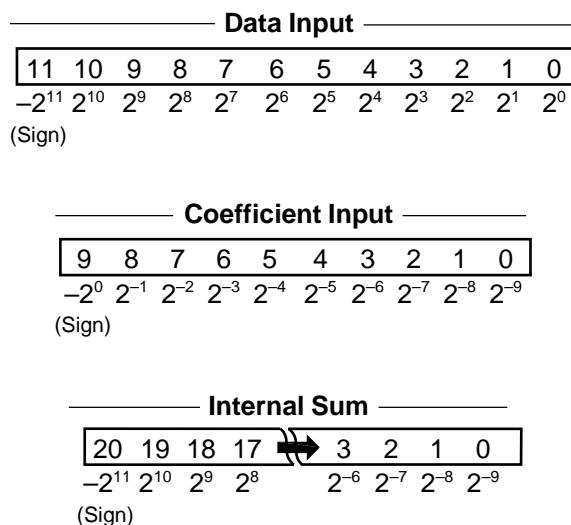 Data Input
11 10 9 8 7 6 5 4 3 2 1 0
–2¹¹ 2¹⁰ 2⁹ 2⁸ 2⁷ 2⁶ 2⁵ 2⁴ 2³ 2² 2¹ 2⁰
(Sign)
Coefficient Input
9 8 7 6 5 4 3 2 1 0
–2⁰ 2⁻¹ 2⁻² 2⁻³ 2⁻⁴ 2⁻⁵ 2⁻⁶ 2⁻⁷ 2⁻⁸ 2⁻⁹
(Sign)
Internal Sum
20 19 18 17 3 2 1 0
–2¹¹ 2¹⁰ 2⁹ 2⁸ 2⁻⁶ 2⁻⁷ 2⁻⁸ 2⁻⁹
(Sign)